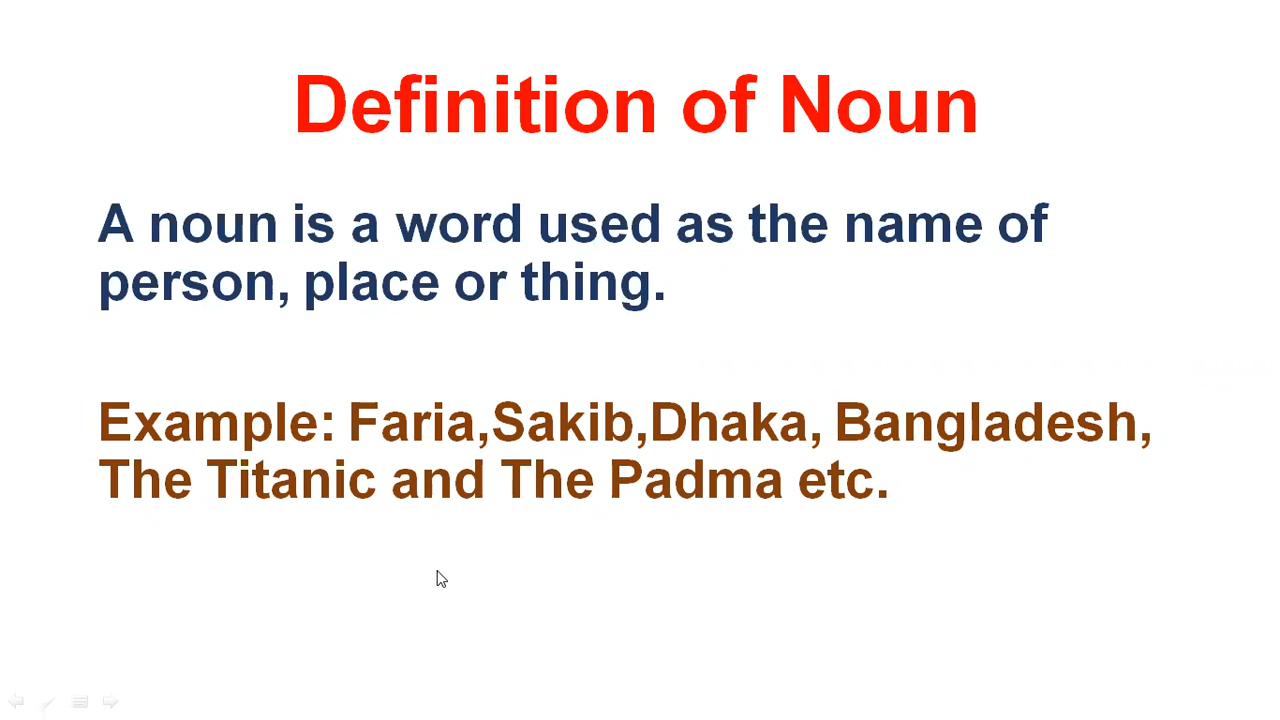 Definition of Noun
A noun is a word used as the name of
person, place or thing.
Example: Faria,Sakib,Dhaka, Bangladesh,
The Titanic and The Padma etc.